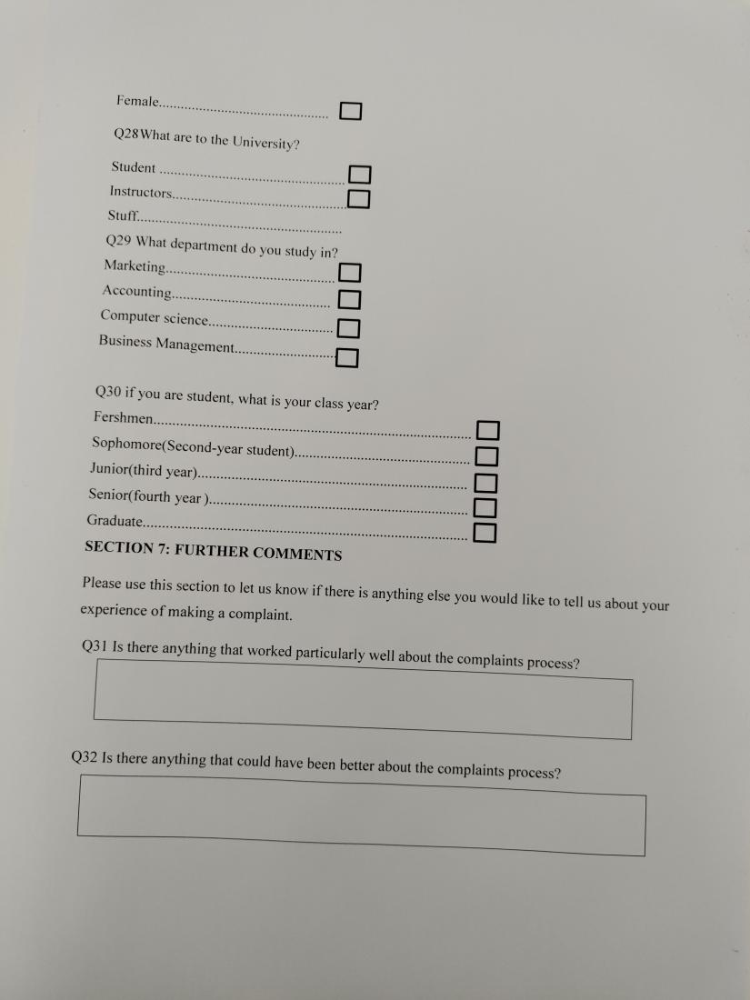 Female...............................................
Q28What are to the University?
Student ...................................................
Instructors................................................
Stuff.........................................................
Q29 What department do you study in?
Marketing...............................................
Accounting............................................
Computer science..................................
Business Management............................
Q30 if you are student, what is your class year?
Fershmen.......................................................................................
Sophomore(Second-year student)................................................
Junior(third year)..........................................................................
Senior(fourth year )......................................................................
Graduate.........................................................................................
SECTION 7: FURTHER COMMENTS
Please use this section to let us know if there is anything else you would like to tell us about your
experience of making a complaint.
Q31 Is there anything that worked particularly well about the complaints process?
Q32 Is there anything that could have been better about the complaints process?